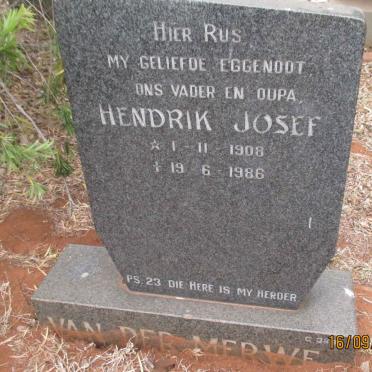 HIER RUS
MY GELIEFDE EGGENOOT
ONS VADER EN OUPA
HENDRIK JOSEF
* 1-11-1908
† 19-6-1986
PS. 23 DIE HERE IS MY HERDER
VAN DER MERWE
16/09